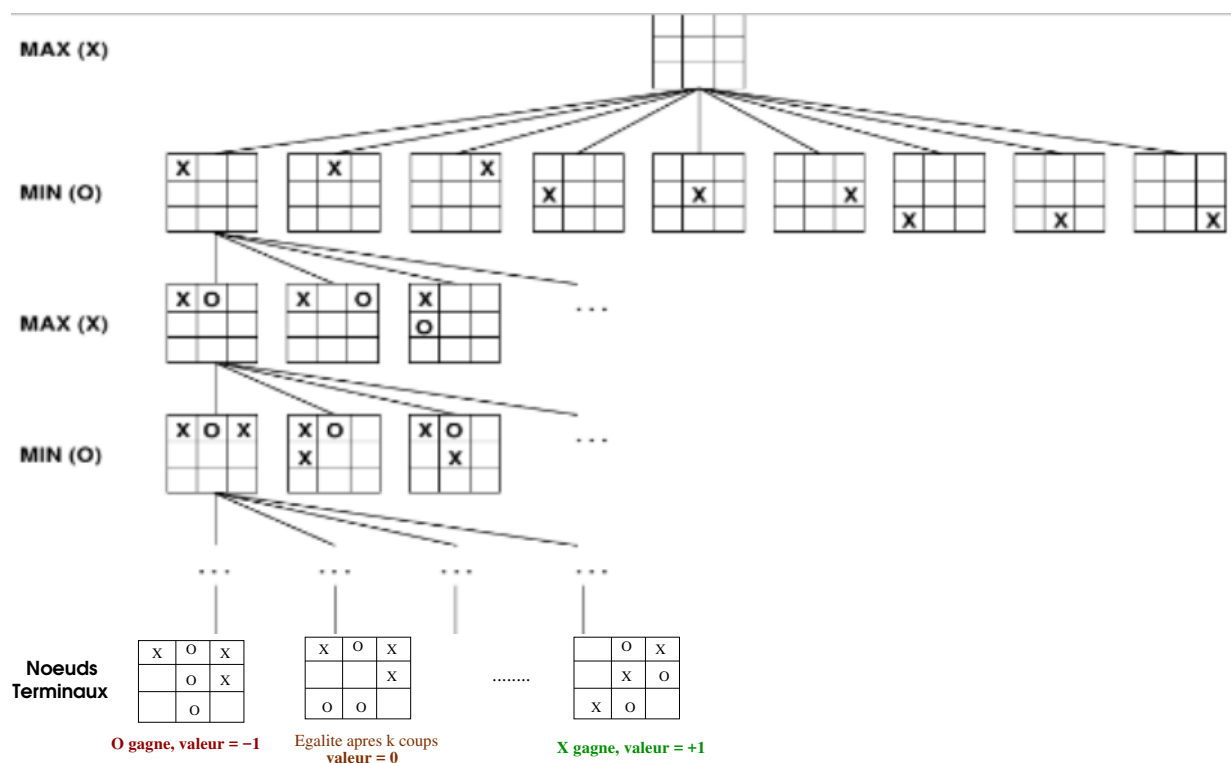 MAX (X)
MIN (O)
X X X X X X X X X
MAX (X)
X O X O X
O
...
MIN (O)
X O X X O X O
X X
...
... ... ... ...
Noeuds
Terminaux
X O X
O X
O
X O X
X
O O
........
O X
X O
X O
O gagne, valeur = −1
Egalite apres k coups
valeur = 0
X gagne, valeur = +1